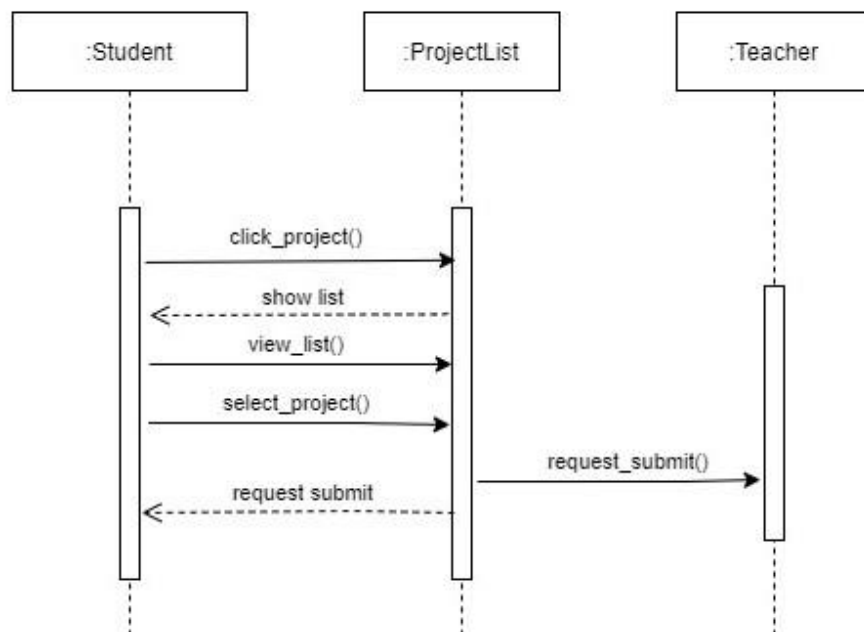 :Student
:ProjectList
:Teacher
click_project()
show list
view_list()
select_project()
request_submit()
request submit